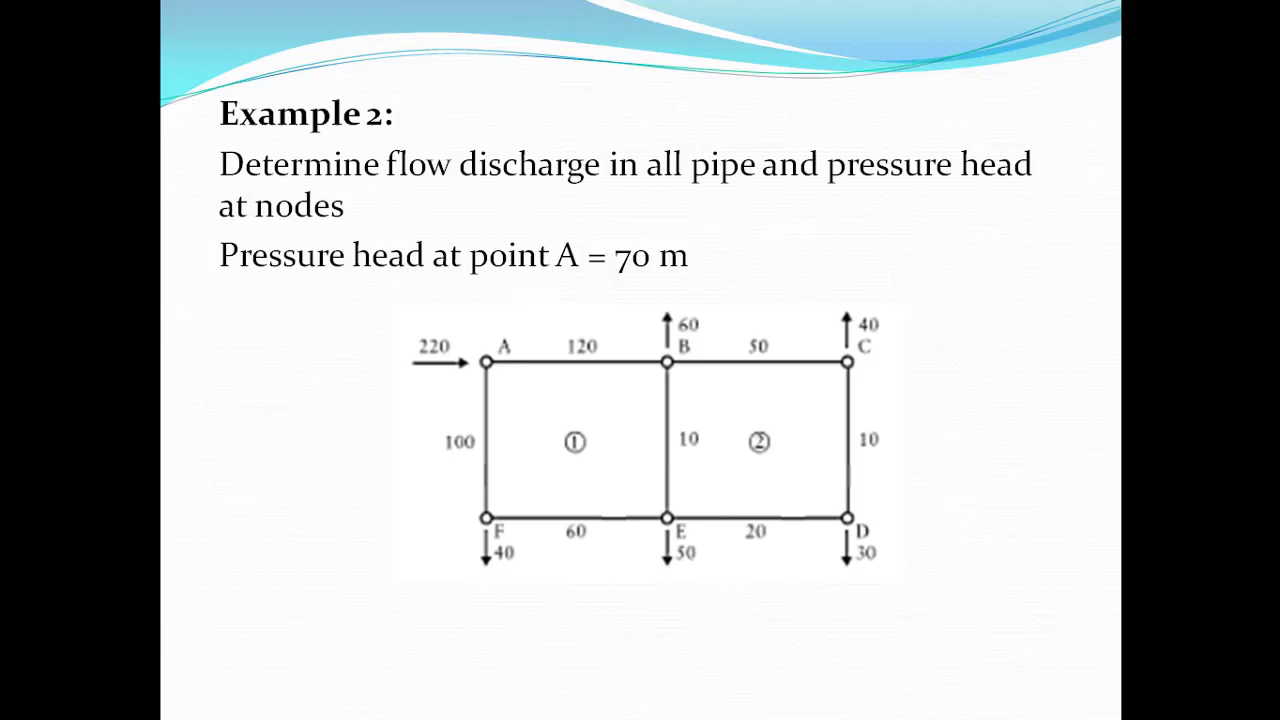 Example 2:
Determine flow discharge in all pipe and pressure head
at nodes
Pressure head at point A = 70 m
60
40
220
A
120
B
50
C
100
①
10
②
10
F
60
E
20
D
40
50
30